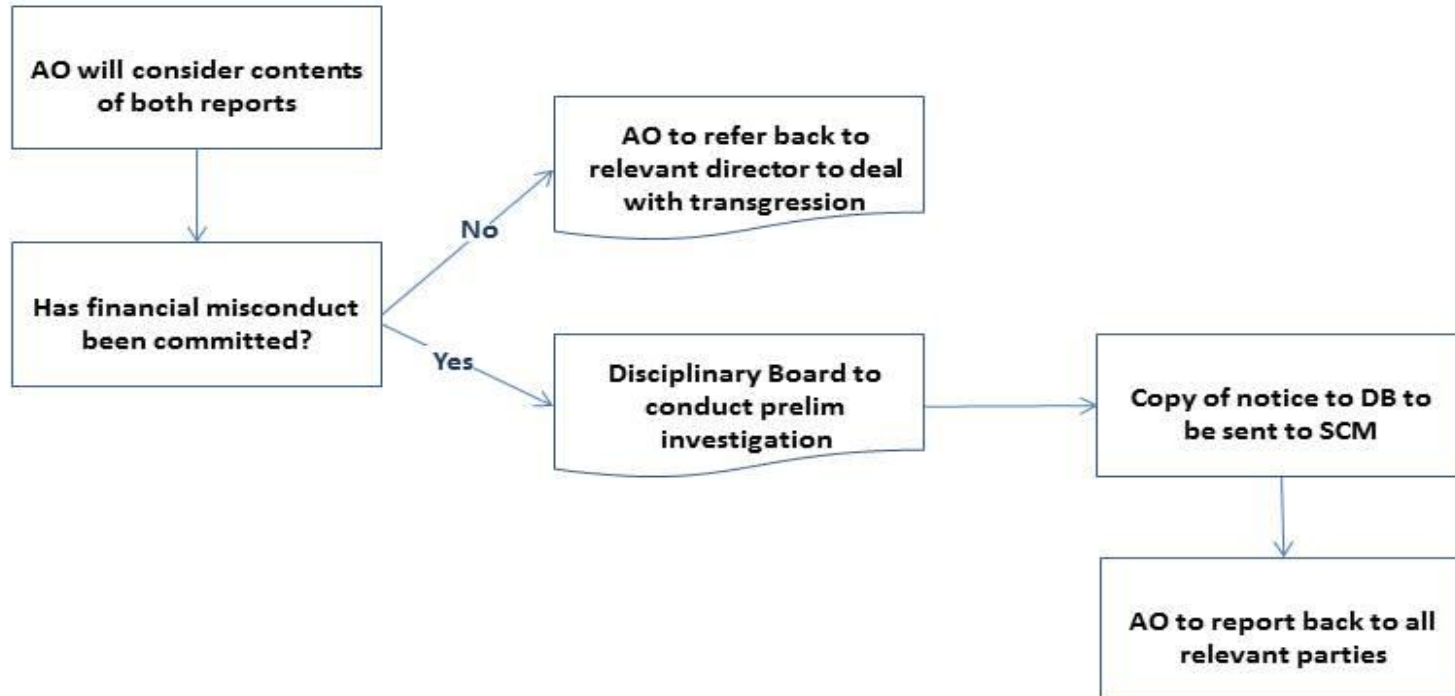 AO will consider contents
of both reports
AO to refer back to
relevant director to deal
with transgression
No
Has financial misconduct
been committed?
Yes
Disciplinary Board to
conduct prelim
investigation
Copy of notice to DB to
be sent to SCM
AO to report back to all
relevant parties